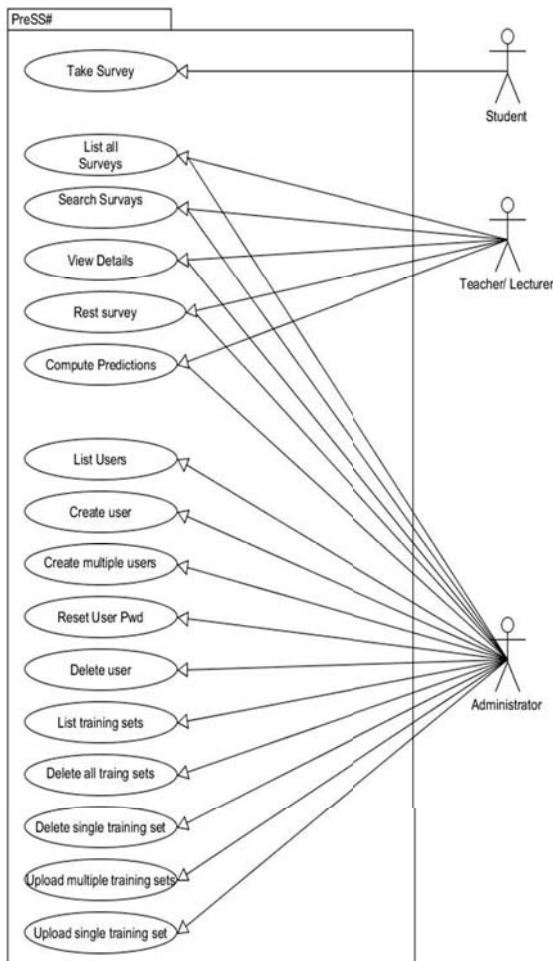 PreSS#
Take Survey
Student
List all
Surveys
Search Survays
View Details
Teacher/ Lecturer
Rest survey
Compute Predictions
List Users
Create user
Create multiple users
Reset User Pwd
Delete user
Administrator
List training sets
Delete all traing sets
Delete single training set
Upload multiple training sets
Upload single training set